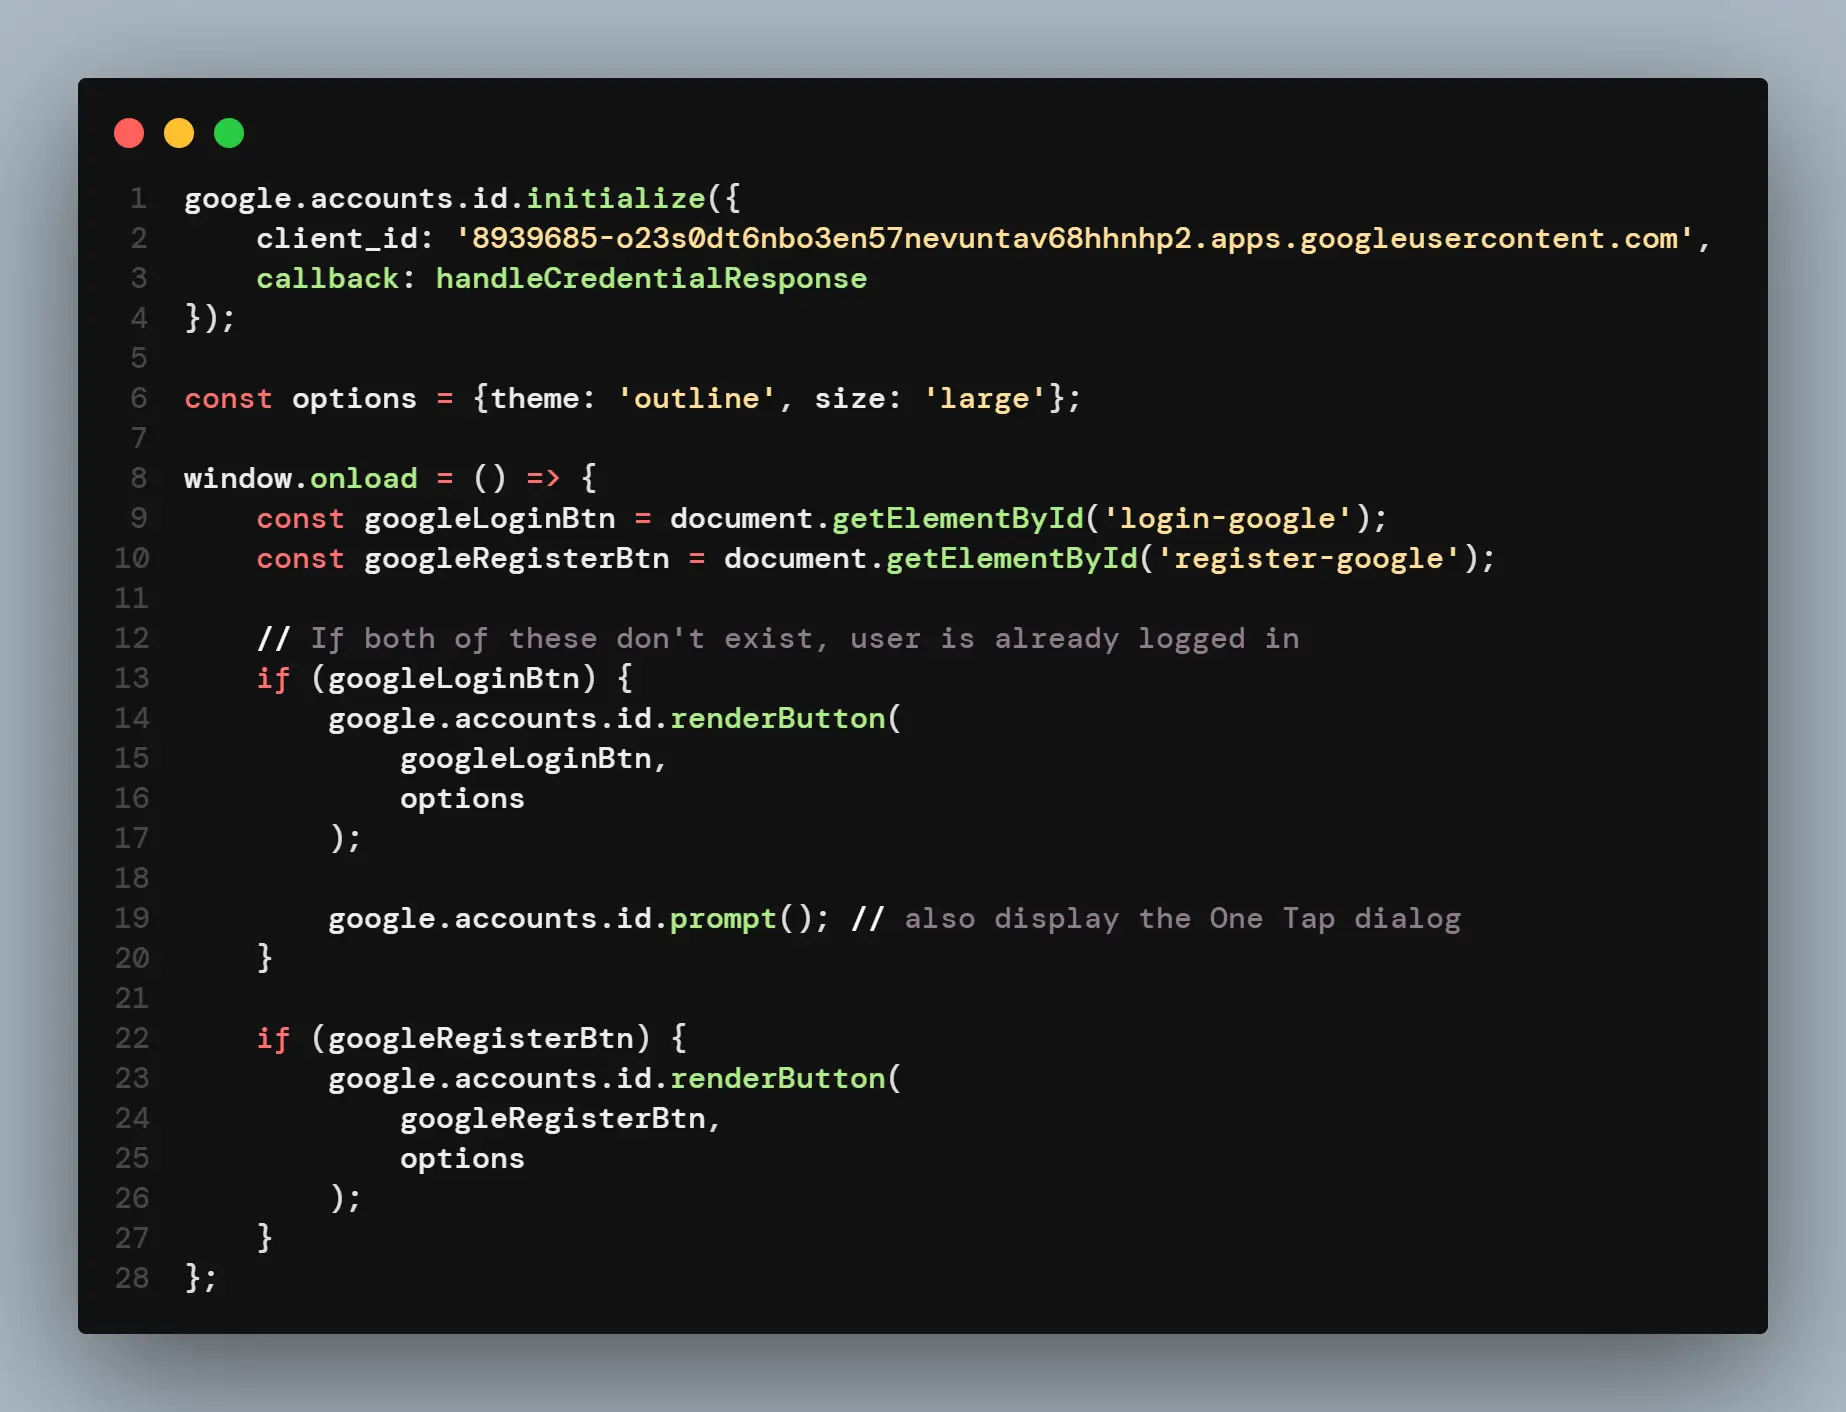 1 google.accounts.id.initialize({
2     client_id: '8939685-o23s0dt6nbo3en57nevuntav68hhnhp2.apps.googleusercontent.com',
3     callback: handleCredentialResponse
4 });
5
6 const options = {theme: 'outline', size: 'large'};
7
8 window.onload = () => {
9     const googleLoginBtn = document.getElementById('login-google');
10     const googleRegisterBtn = document.getElementById('register-google');
11
12     // If both of these don't exist, user is already logged in
13     if (googleLoginBtn) {
14         google.accounts.id.renderButton(
15             googleLoginBtn,
16             options
17         );
18
19         google.accounts.id.prompt(); // also display the One Tap dialog
20     }
21
22     if (googleRegisterBtn) {
23         google.accounts.id.renderButton(
24             googleRegisterBtn,
25             options
26         );
27     }
28 };